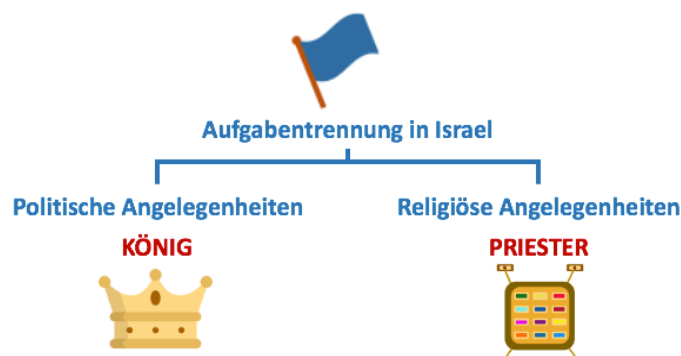 Aufgabentrennung in Israel
Politische Angelegenheiten
Religiöse Angelegenheiten
KÖNIG
PRIESTER